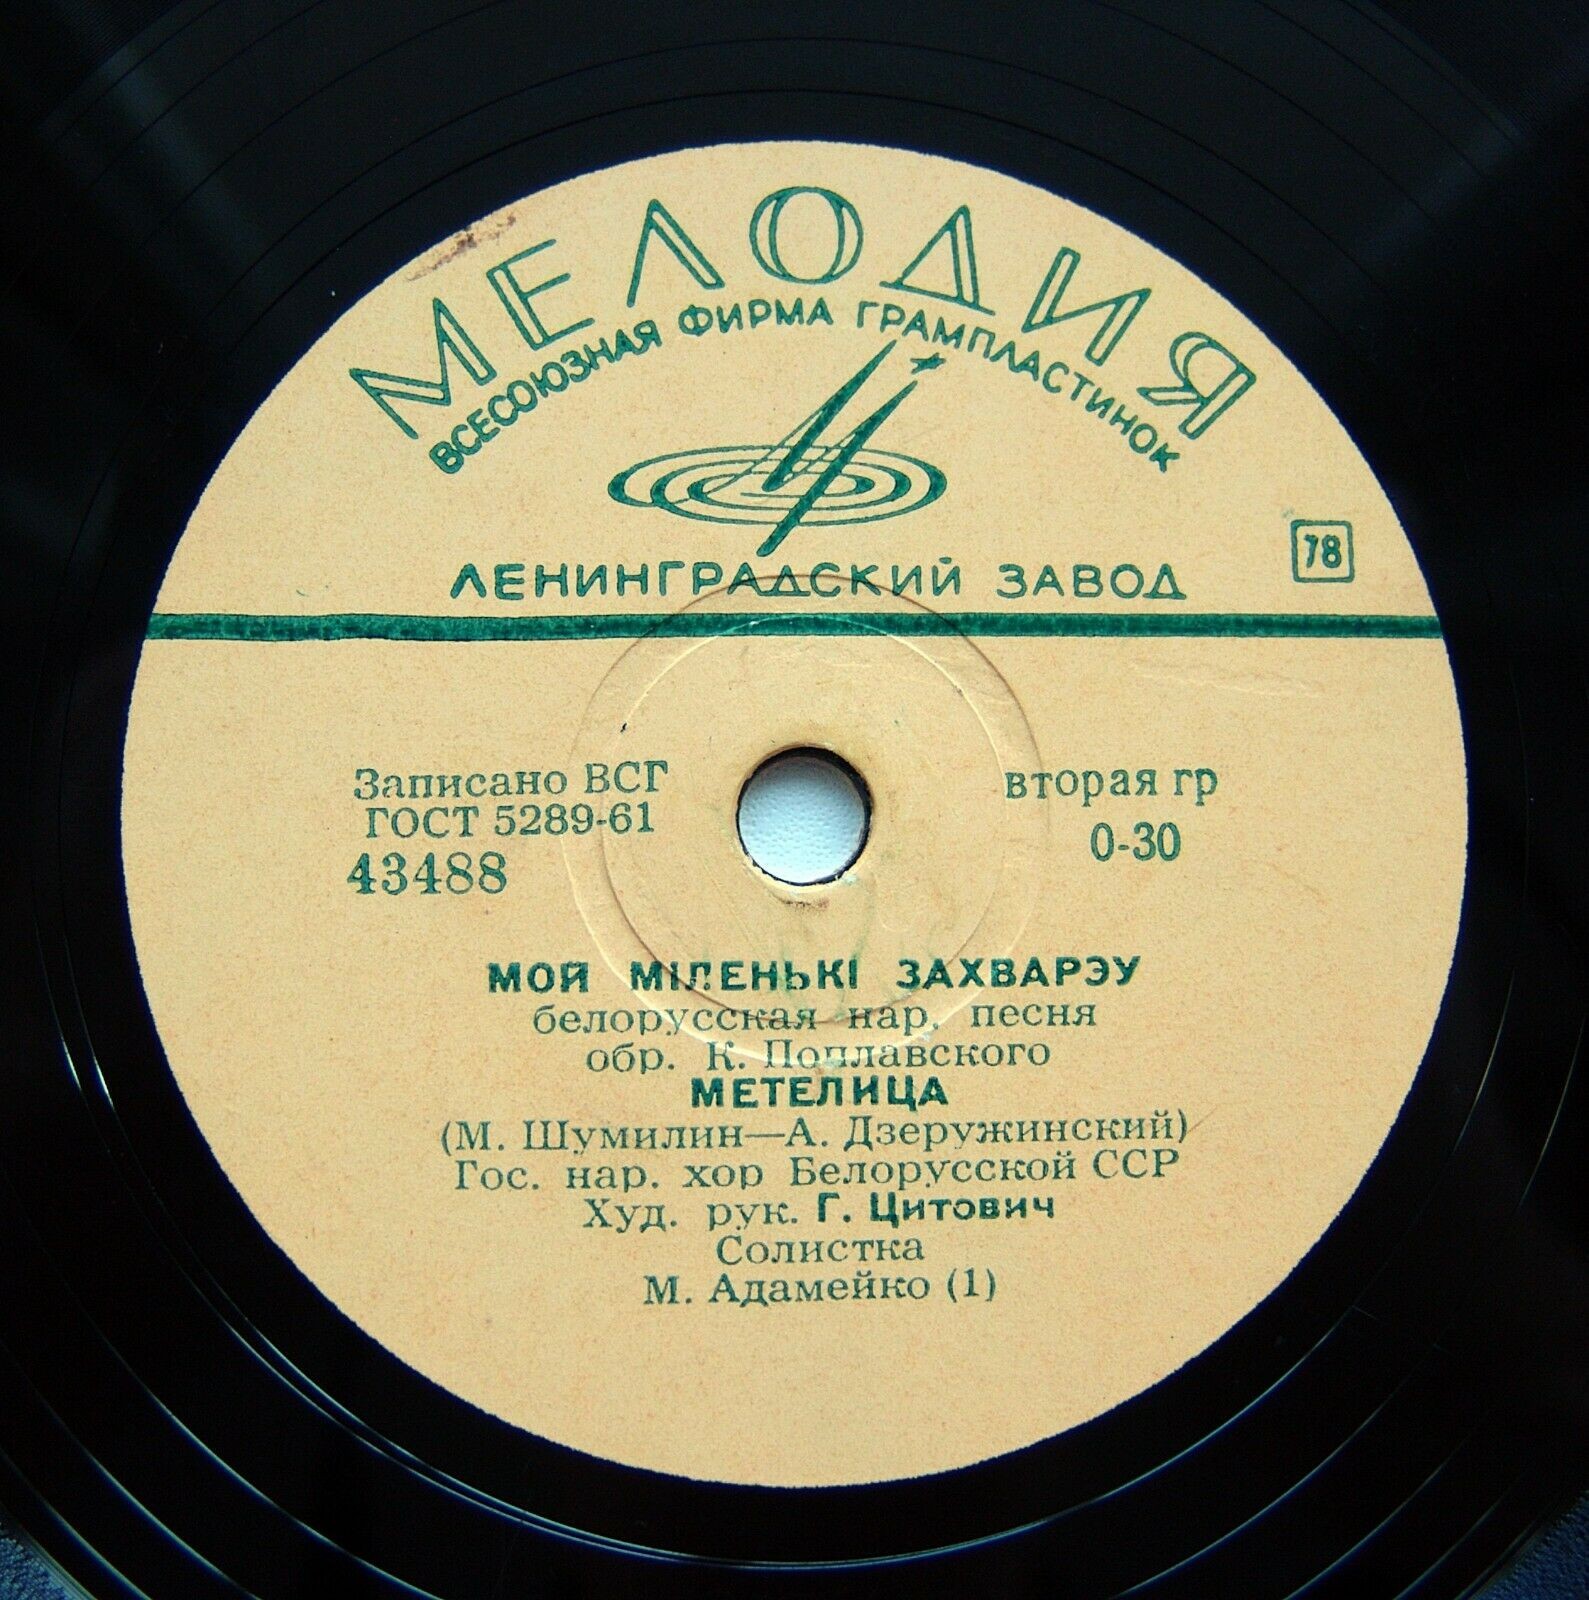 МЕЛОДИЯ
ВСЕСОЮЗНАЯ ФИРМА ГРАМПЛАСТИНОК
ЛЕНИНГРАДСКИЙ ЗАВОД
78
Записано ВСГ
ГОСТ 5289-61
43488
вторая гр
0-30
МОЙ МІЛЕНЬКІ ЗАХВАРЭУ
белорусская нар. песня
обр. К. Поплавского
МЕТЕЛИЦА
(М. Шумилин—А. Дзеружинский)
Гос. нар. хор Белорусской ССР
Худ. рук. Г. Цитович
Солистка
М. Адамейко (1)